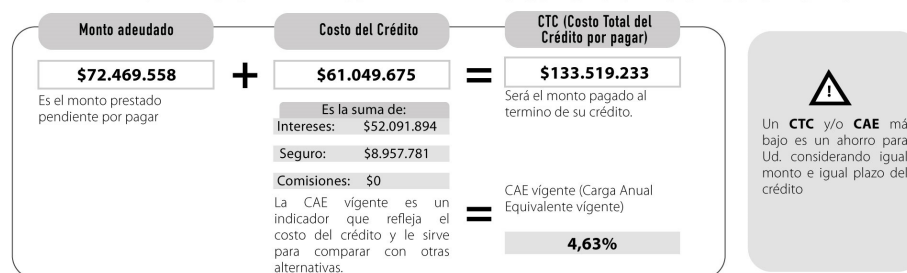 Monto adeudado
$72.469.558
Es el monto prestado
pendiente por pagar
+
Costo del Crédito
$61.049.675
Es la suma de:
Intereses: $52.091.894
Seguro: $8.957.781
Comisiones: $0
La CAE vígente es un
indicador que refleja el
costo del crédito y le sirve
para comparar con otras
alternativas.
=
CTC (Costo Total del
Crédito por pagar)
$133.519.233
Será el monto pagado al
termino de su crédito.
=
CAE vígente (Carga Anual
Equivalente vígente)
4,63%
!
Un CTC y/o CAE má
bajo es un ahorro para
Ud. considerando igual
monto e igual plazo del
crédito